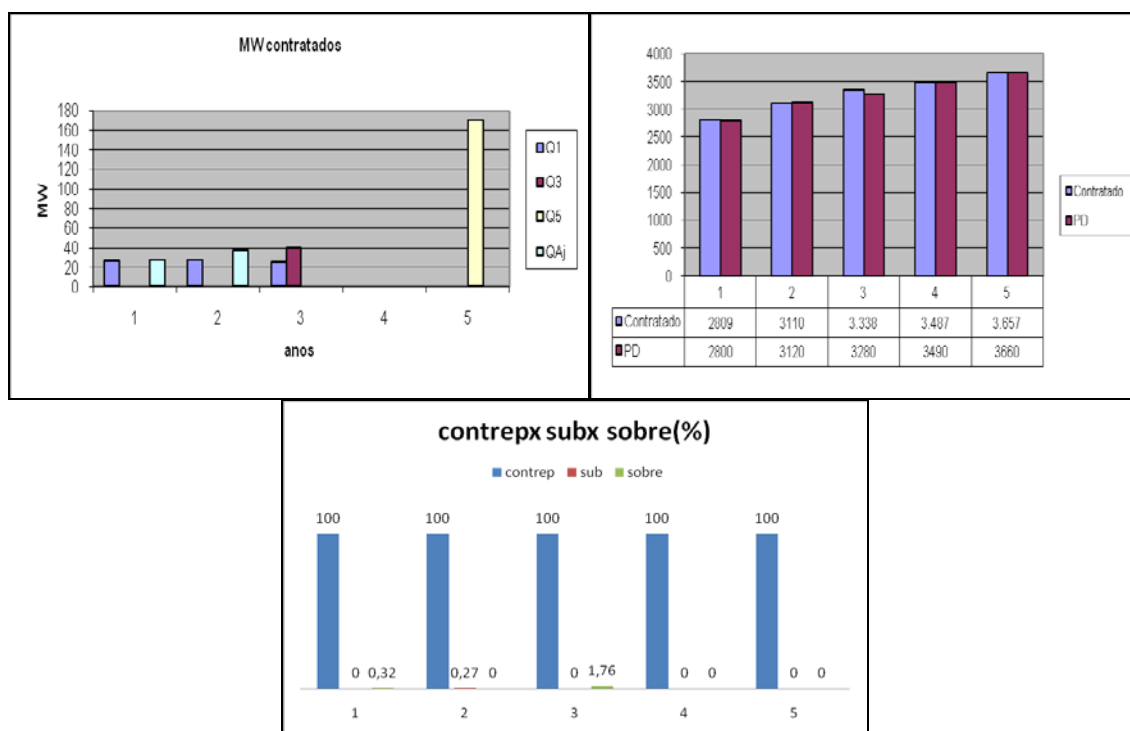 MW contratados
180
160
140
120
100
80
60
40
20
0
MW
1 2 3 4 5
anos
Q1
Q3
Q5
QAj
4000
3500
3000
2500
2000
1500
1000
500
0
1 2 3 4 5
Contratado 2809 3110 3.338 3.487 3.657
PD 2800 3120 3280 3490 3660
Contratado
PD
contrepx subx sobre(%)
contrep sub sobre
100 100 100 100 100
0 0,32 0,27 0 0 1,76 0 0 0 0
1 2 3 4 5